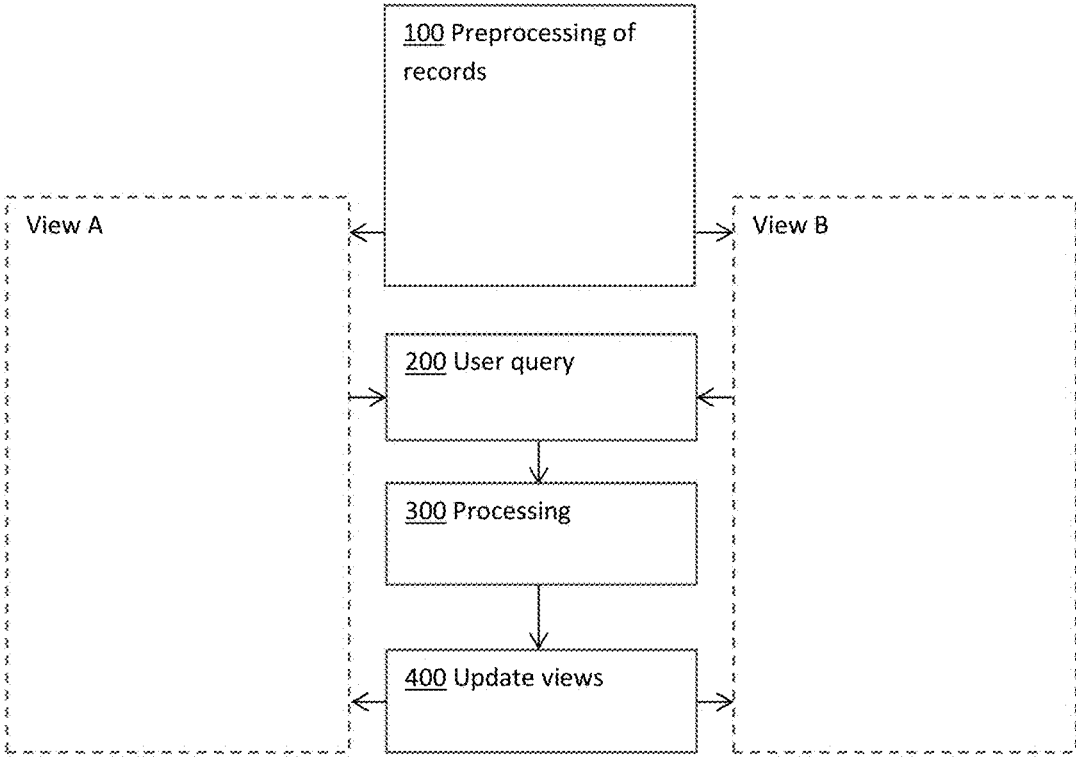 100 Preprocessing of
records
View A
View B
200 User query
300 Processing
400 Update views